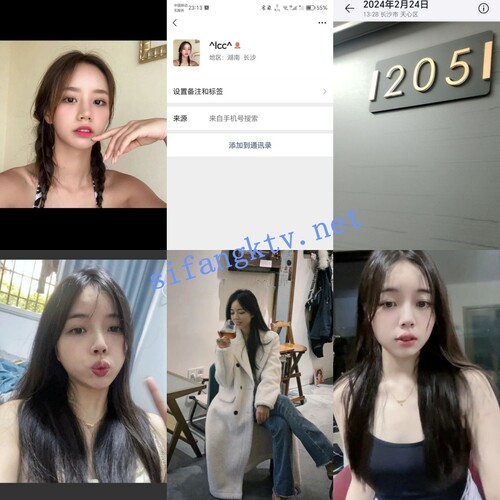 23:13
55%
^lcc^
地区：湖南 长沙
设置备注和标签
来源 来自手机号搜索
添加到通讯录
2024年2月24日
13:28 长沙市 天心区
1205
sifangktv.net